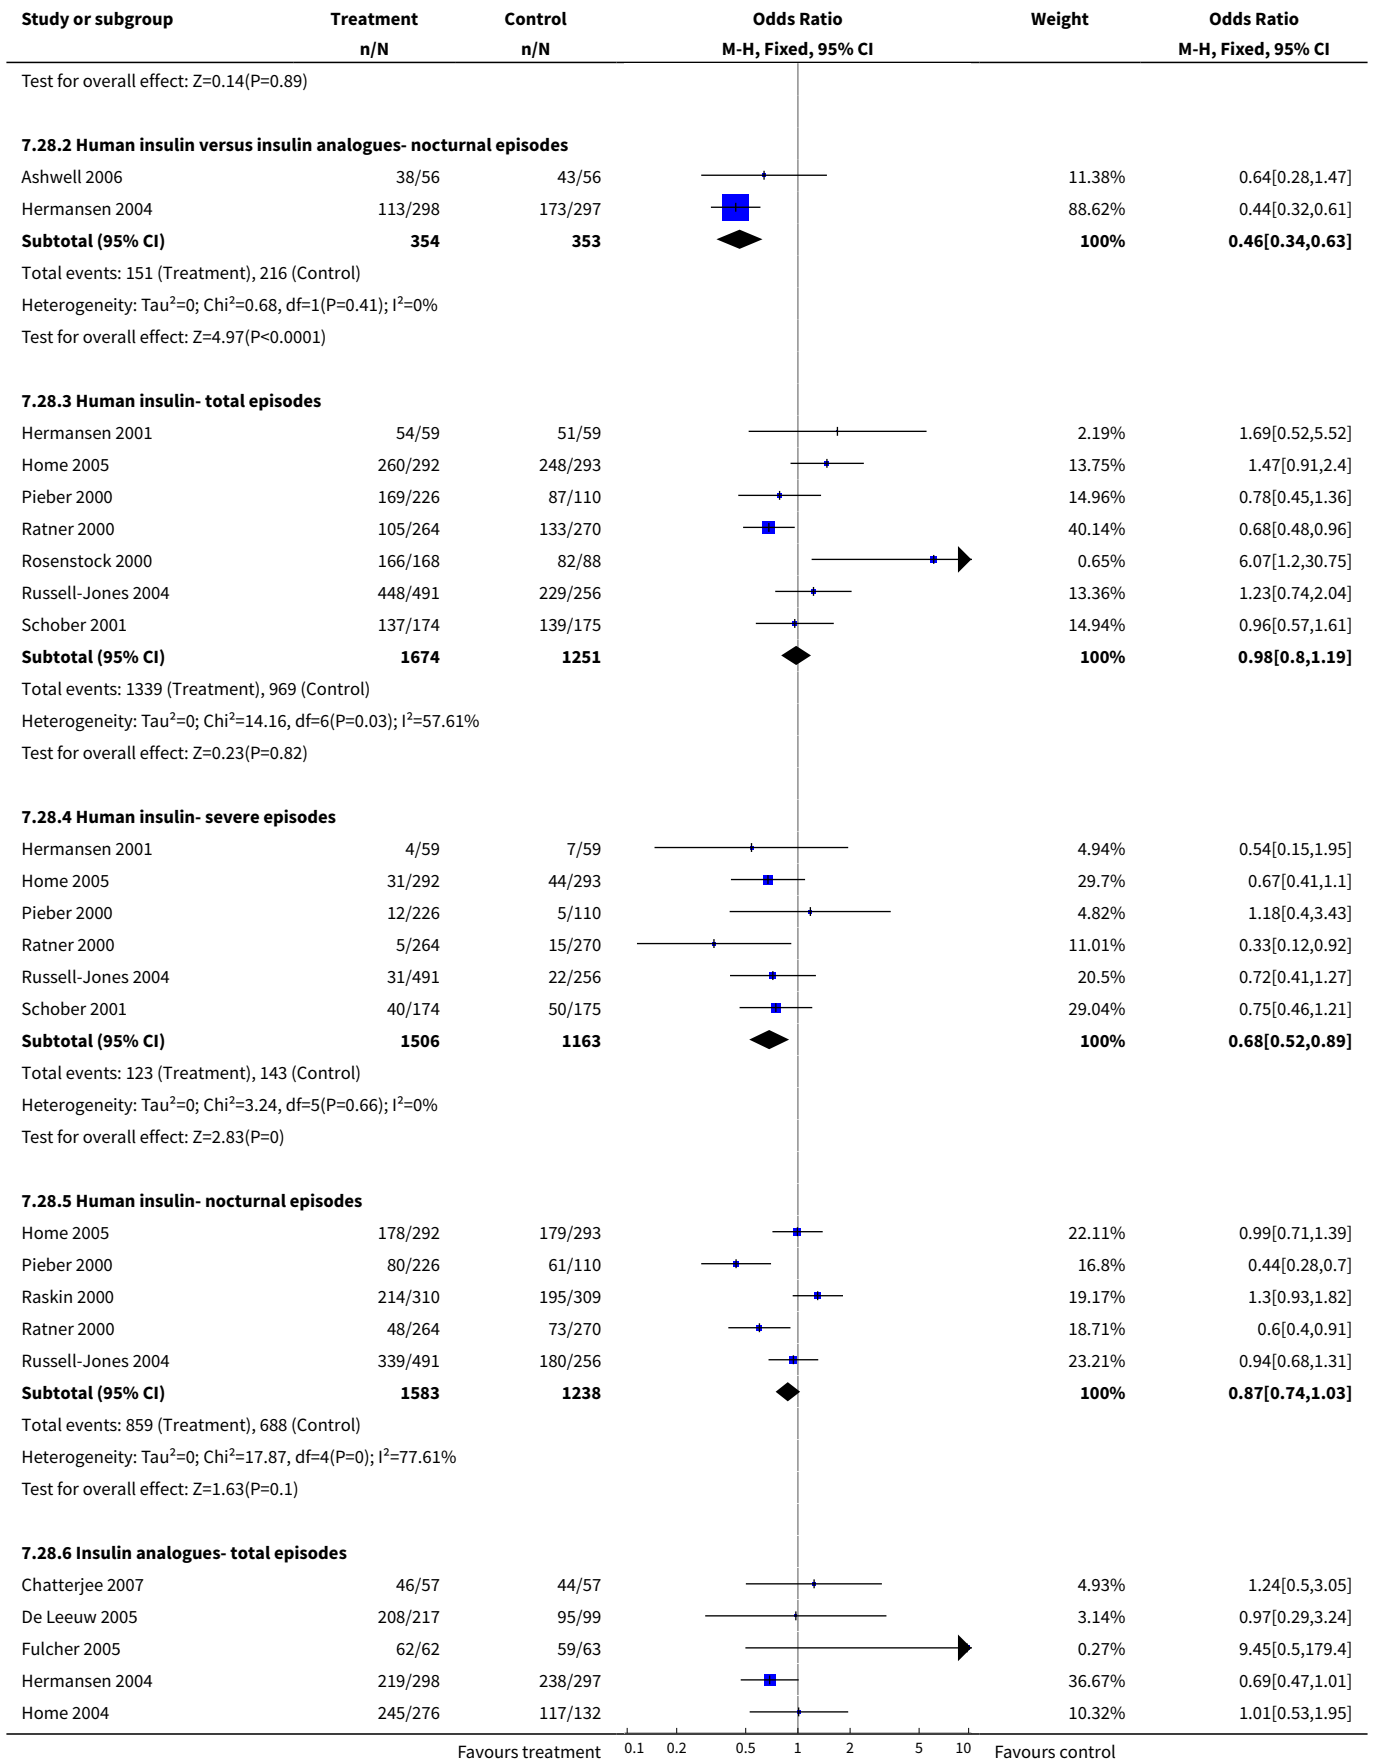 Study or subgroup Treatment Control Odds Ratio Weight Odds Ratio
n/N n/N M-H, Fixed, 95% CI M-H, Fixed, 95% CI
Test for overall effect: Z=0.14(P=0.89)
7.28.2 Human insulin versus insulin analogues- nocturnal episodes
Ashwell 2006 38/56 43/56 11.38% 0.64[0.28,1.47]
Hermansen 2004 113/298 173/297 88.62% 0.44[0.32,0.61]
Subtotal (95% CI) 354 353 100% 0.46[0.34,0.63]
Total events: 151 (Treatment), 216 (Control)
Heterogeneity: Tau²=0; Chi²=0.68, df=1(P=0.41); I²=0%
Test for overall effect: Z=4.97(P<0.0001)
7.28.3 Human insulin- total episodes
Hermansen 2001 54/59 51/59 2.19% 1.69[0.52,5.52]
Home 2005 260/292 248/293 13.75% 1.47[0.91,2.4]
Pieber 2000 169/226 87/110 14.96% 0.78[0.45,1.36]
Ratner 2000 105/264 133/270 40.14% 0.68[0.48,0.96]
Rosenstock 2000 166/168 82/88 0.65% 6.07[1.2,30.75]
Russell-Jones 2004 448/491 229/256 13.36% 1.23[0.74,2.04]
Schober 2001 137/174 139/175 14.94% 0.96[0.57,1.61]
Subtotal (95% CI) 1674 1251 100% 0.98[0.8,1.19]
Total events: 1339 (Treatment), 969 (Control)
Heterogeneity: Tau²=0; Chi²=14.16, df=6(P=0.03); I²=57.61%
Test for overall effect: Z=0.23(P=0.82)
7.28.4 Human insulin- severe episodes
Hermansen 2001 4/59 7/59 4.94% 0.54[0.15,1.95]
Home 2005 31/292 44/293 29.7% 0.67[0.41,1.1]
Pieber 2000 12/226 5/110 4.82% 1.18[0.4,3.43]
Ratner 2000 5/264 15/270 11.01% 0.33[0.12,0.92]
Russell-Jones 2004 31/491 22/256 20.5% 0.72[0.41,1.27]
Schober 2001 40/174 50/175 29.04% 0.75[0.46,1.21]
Subtotal (95% CI) 1506 1163 100% 0.68[0.52,0.89]
Total events: 123 (Treatment), 143 (Control)
Heterogeneity: Tau²=0; Chi²=3.24, df=5(P=0.66); I²=0%
Test for overall effect: Z=2.83(P=0)
7.28.5 Human insulin- nocturnal episodes
Home 2005 178/292 179/293 22.11% 0.99[0.71,1.39]
Pieber 2000 80/226 61/110 16.8% 0.44[0.28,0.7]
Raskin 2000 214/310 195/309 19.17% 1.3[0.93,1.82]
Ratner 2000 48/264 73/270 18.71% 0.6[0.4,0.91]
Russell-Jones 2004 339/491 180/256 23.21% 0.94[0.68,1.31]
Subtotal (95% CI) 1583 1238 100% 0.87[0.74,1.03]
Total events: 859 (Treatment), 688 (Control)
Heterogeneity: Tau²=0; Chi²=17.87, df=4(P=0); I²=77.61%
Test for overall effect: Z=1.63(P=0.1)
7.28.6 Insulin analogues- total episodes
Chatterjee 2007 46/57 44/57 4.93% 1.24[0.5,3.05]
De Leeuw 2005 208/217 95/99 3.14% 0.97[0.29,3.24]
Fulcher 2005 62/62 59/63 0.27% 9.45[0.5,179.4]
Hermansen 2004 219/298 238/297 36.67% 0.69[0.47,1.01]
Home 2004 245/276 117/132 10.32% 1.01[0.53,1.95]
Favours treatment 0.1 0.2 0.5 1 2 5 10 Favours control